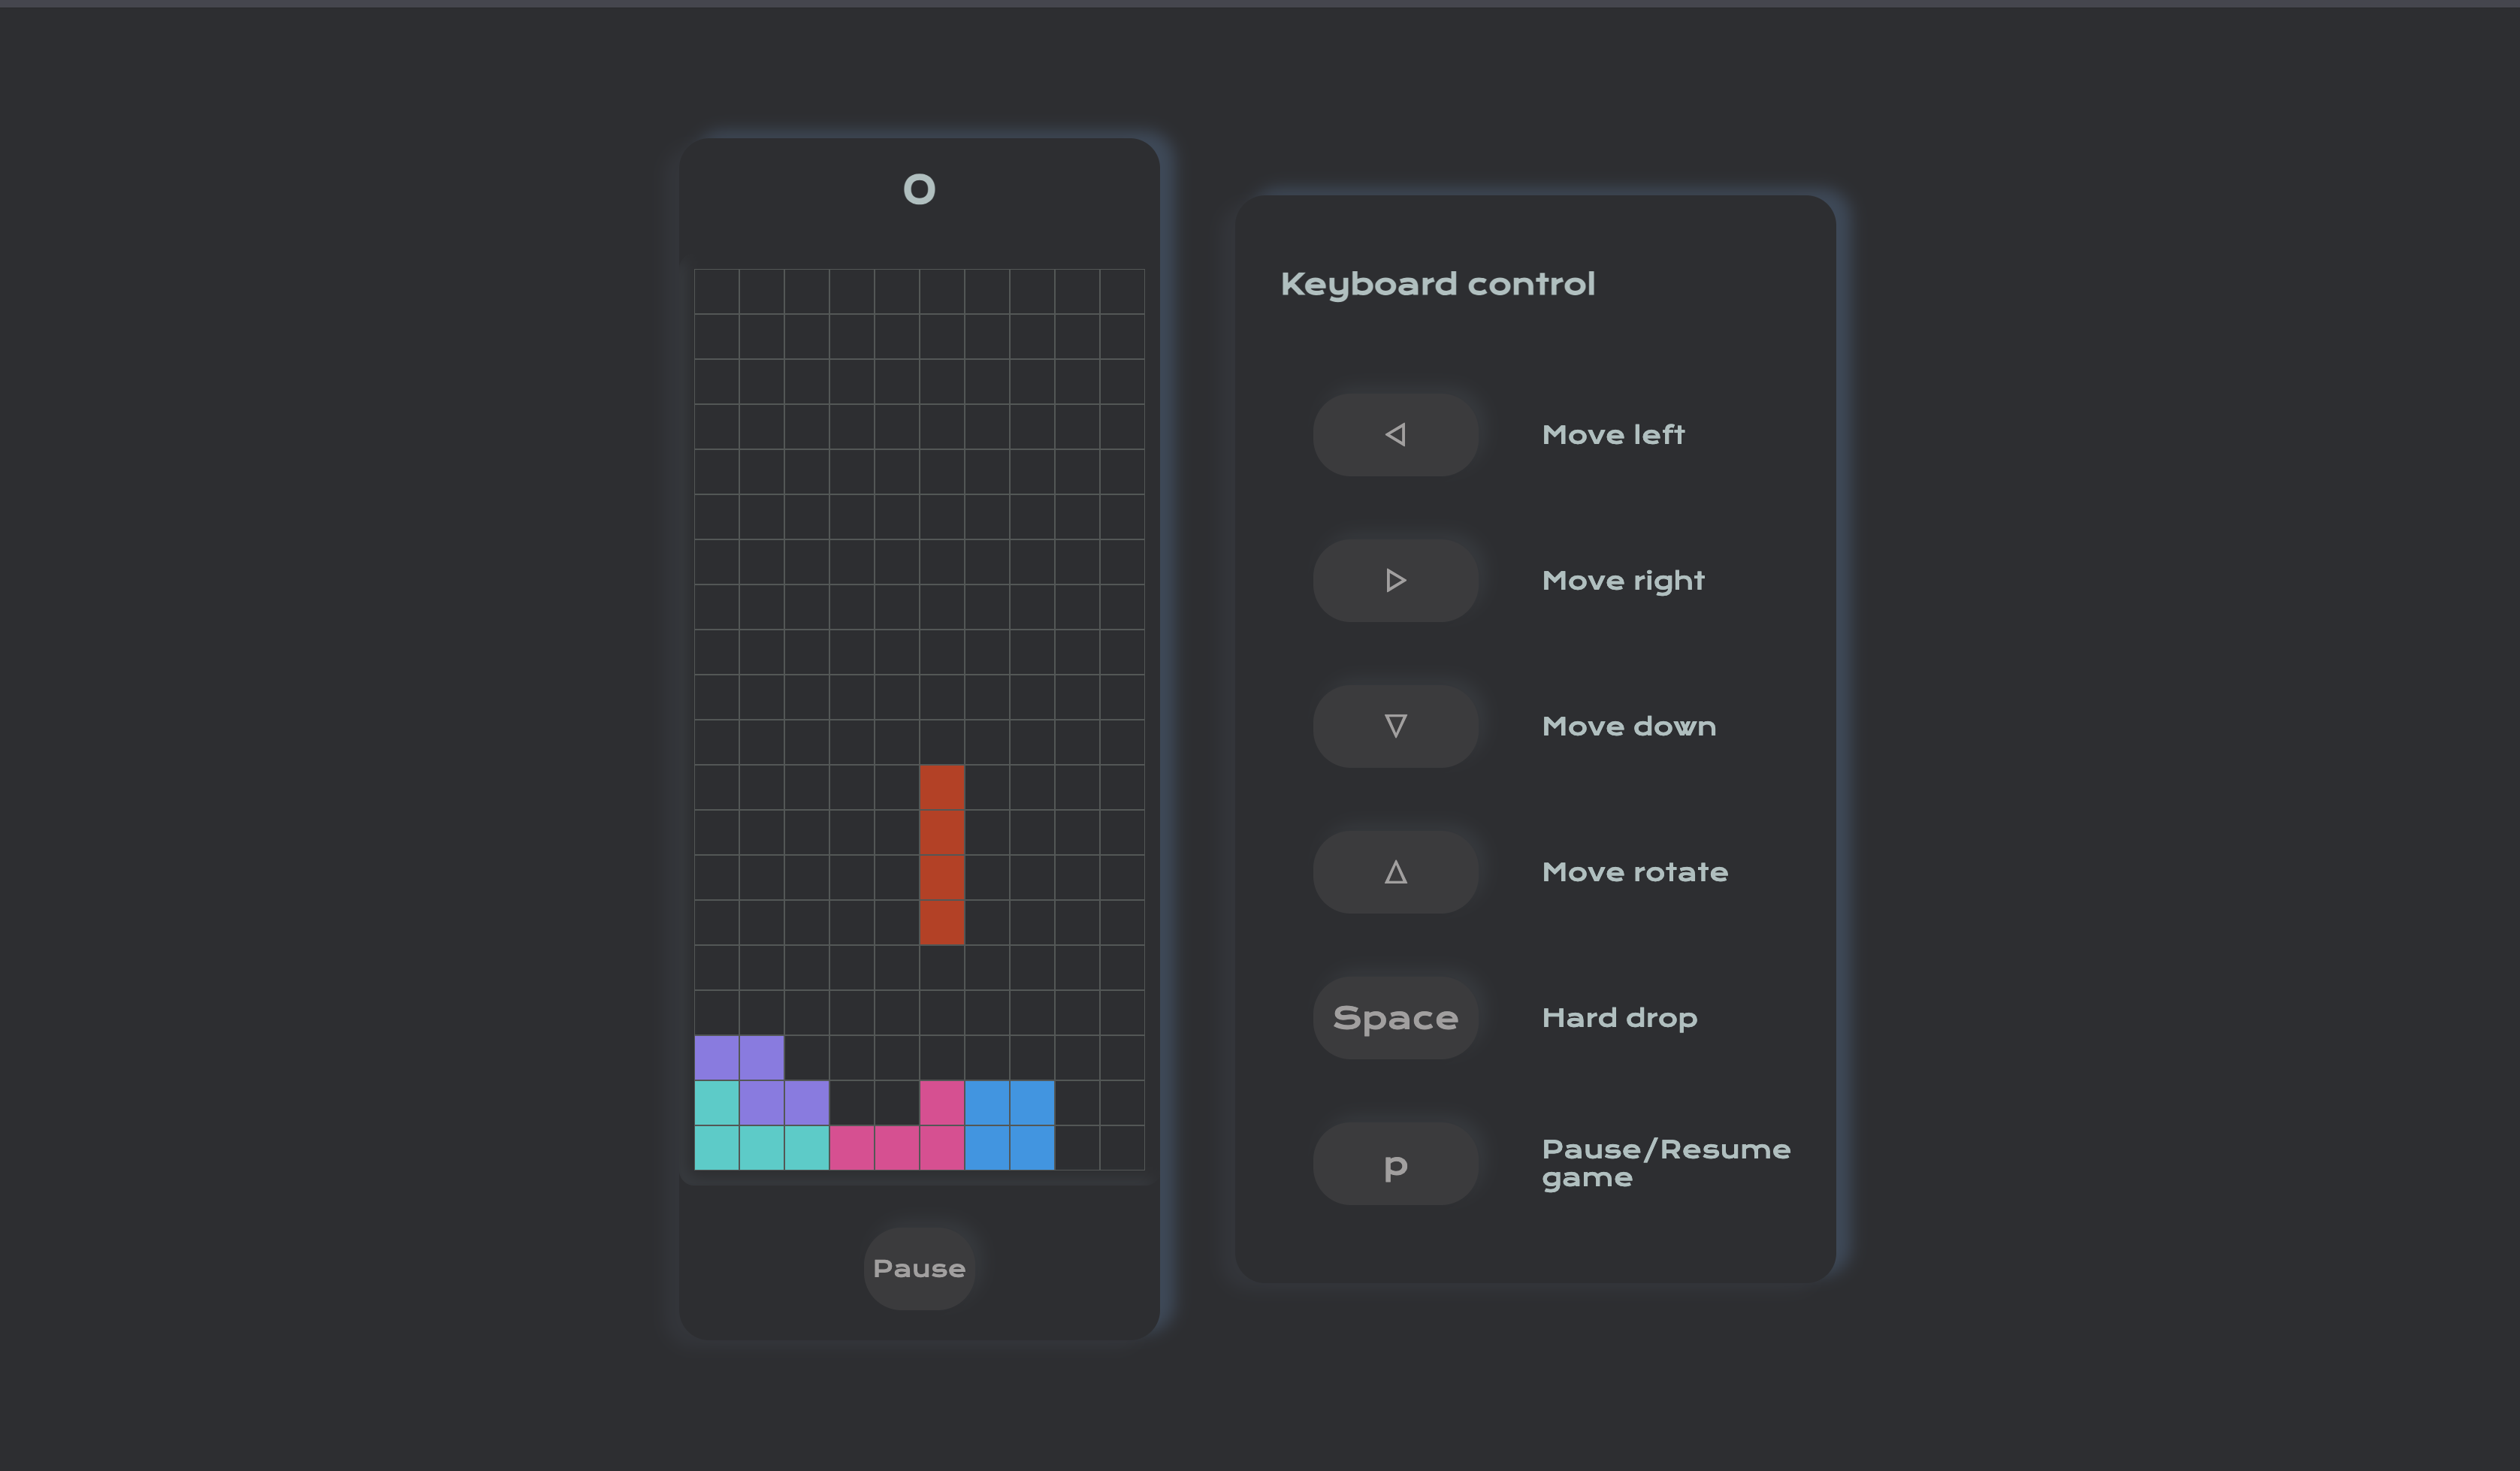 0
Keyboard control
Move left
Move right
Move down
Move rotate
Space
Hard drop
p
Pause/Resume
game
Pause